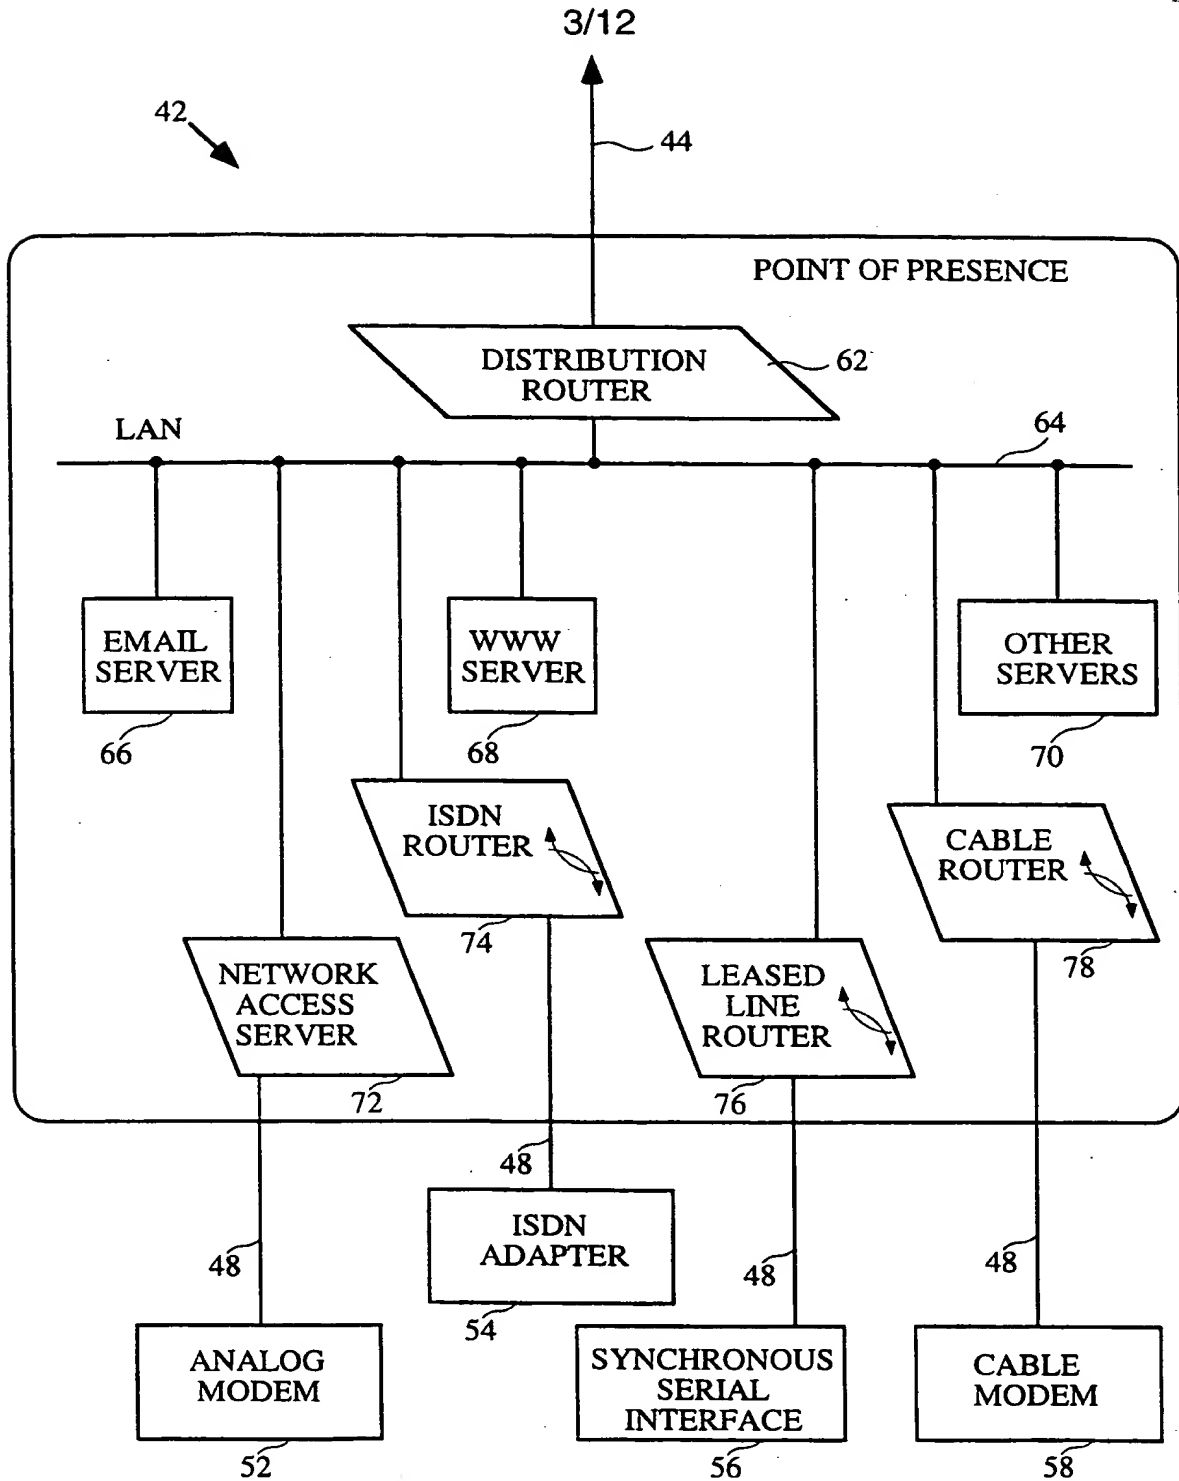 3/12
42
44
POINT OF PRESENCE
DISTRIBUTION
ROUTER
62
LAN
64
EMAIL
SERVER
66
WWW
SERVER
68
OTHER
SERVERS
70
ISDN
ROUTER
74
CABLE
ROUTER
78
NETWORK
ACCESS
SERVER
72
LEASED
LINE
ROUTER
76
48
ISDN
ADAPTER
54
48
48
48
ANALOG
MODEM
52
SYNCHRONOUS
SERIAL
INTERFACE
56
CABLE
MODEM
58